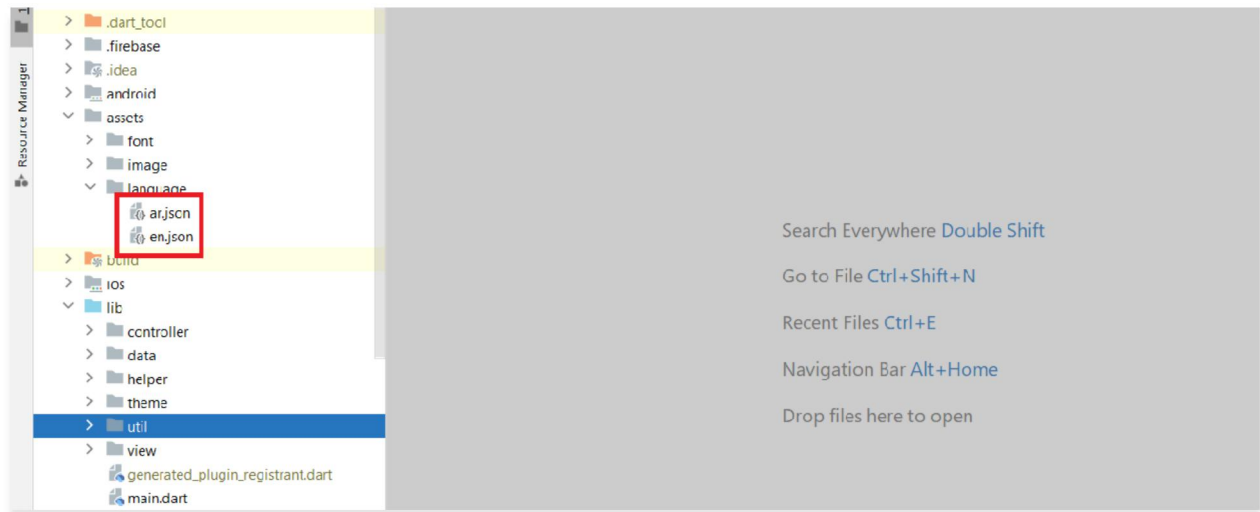 1
.dart_tool
.firebase
.idea
android
assets
font
image
language
ar.json
en.json
build
ios
lib
controller
data
helper
theme
util
view
generated_plugin_registrant.dart
main.dart
Resource Manager
Search Everywhere Double Shift
Go to File Ctrl+Shift+N
Recent Files Ctrl+E
Navigation Bar Alt+Home
Drop files here to open